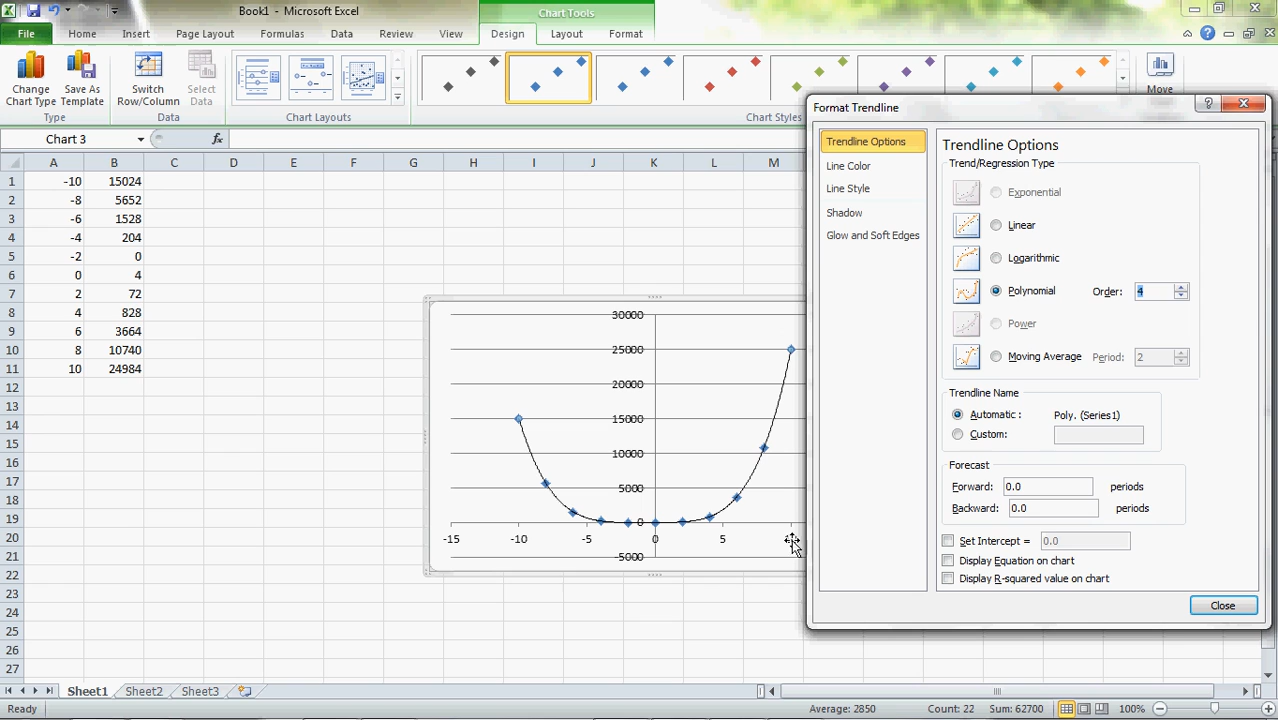 Book1 - Microsoft Excel
Chart Tools
File Home Insert Page Layout Formulas Data Review View Design Layout Format
Change Chart Type
Save As Template
Switch Row/Column
Select Data
Move
Type Data Chart Layouts Chart Styles
Chart 3 fx
A B C D E F G H I J K L M
1 -10 15024
2 -8 5652
3 -6 1528
4 -4 204
5 -2 0
6 0 4
7 2 72
8 4 828
9 6 3664
10 8 10740
11 10 24984
12
13
14
15
16
17
18
19
20
21
22
23
24
25
26
27
30000
25000
20000
15000
10000
5000
0
-15 -10 -5 0 5
-5000
Format Trendline
Trendline Options
Line Color
Line Style
Shadow
Glow and Soft Edges
Trendline Options
Trend/Regression Type
Exponential
Linear
Logarithmic
Polynomial Order: 4
Power
Moving Average Period: 2
Trendline Name
Automatic : Poly. (Series1)
Custom:
Forecast
Forward: 0.0 periods
Backward: 0.0 periods
Set Intercept = 0.0
Display Equation on chart
Display R-squared value on chart
Close
Sheet1 Sheet2 Sheet3
Ready Average: 2850 Count: 22 Sum: 62700 100%